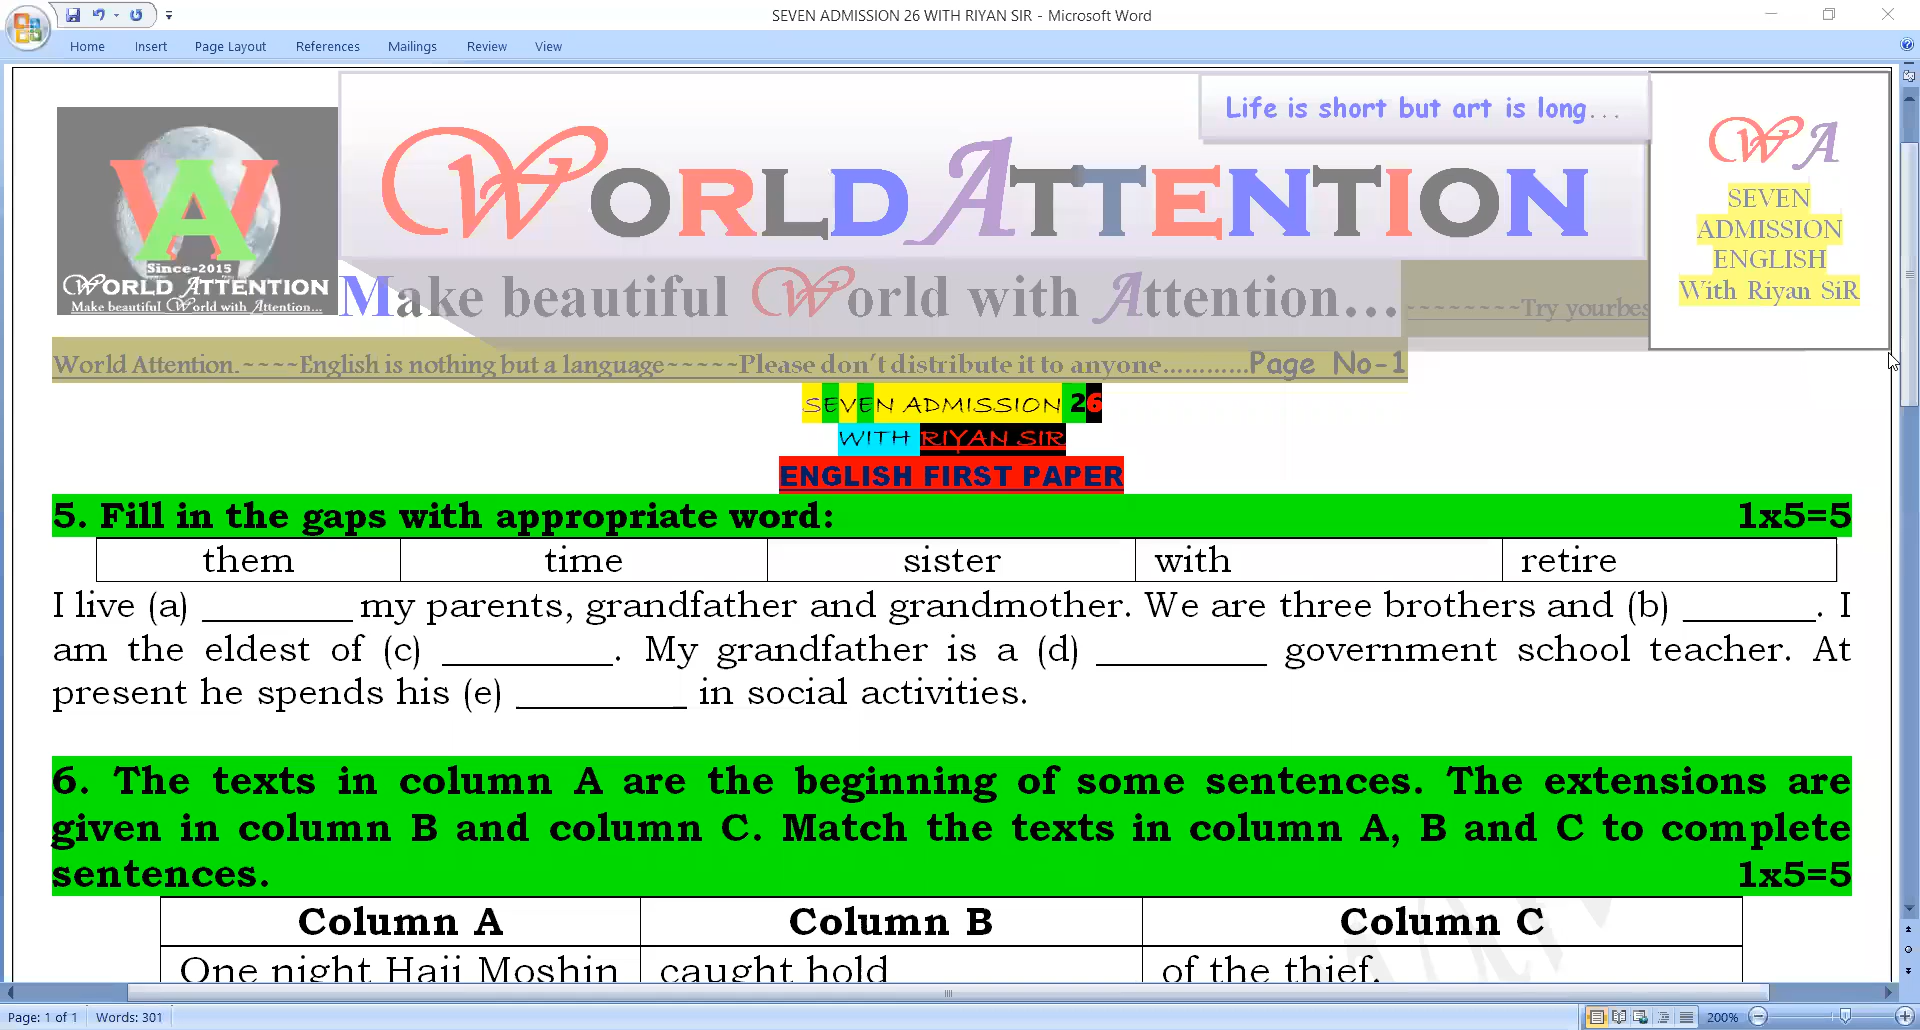 SEVEN ADMISSION 26 WITH RIYAN SIR - Microsoft Word
Home Insert Page Layout References Mailings Review View
Life is short but art is long...
WORLD ATTENTION
WA
SEVEN
ADMISSION
ENGLISH
With Riyan SiR
WA
Since-2015
WORLD ATTENTION
Make beautiful World with Attention...
Make beautiful World with Attention...~~~~~~~~Try yourbes
World Attention.~~~~English is nothing but a language~~~~~Please don't distribute it to anyone............Page No-1
SEVEN ADMISSION 26
WITH RIYAN SIR
ENGLISH FIRST PAPER
5. Fill in the gaps with appropriate word: 1x5=5
them time sister with retire
I live (a) ________ my parents, grandfather and grandmother. We are three brothers and (b) _______. I
am the eldest of (c) _________. My grandfather is a (d) _________ government school teacher. At
present he spends his (e) _________ in social activities.
6. The texts in column A are the beginning of some sentences. The extensions are
given in column B and column C. Match the texts in column A, B and C to complete
sentences. 1x5=5
Column A Column B Column C
One night Haji Moshin caught hold of the thief.
Page: 1 of 1 Words: 301 200%